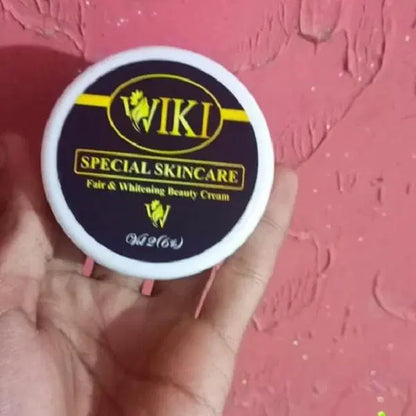 WIKI
SPECIAL SKINCARE
Fair & Whitening Beauty Cream
W